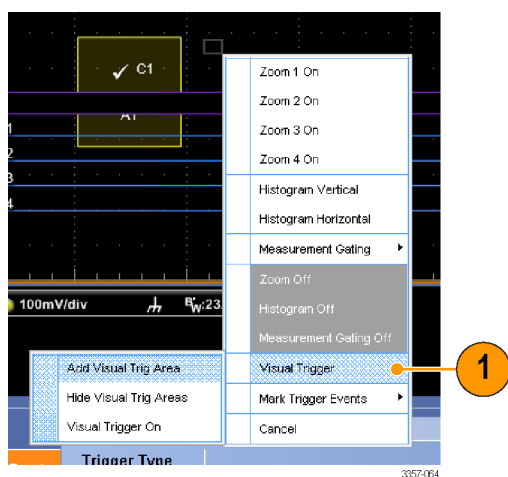 ✓ C1
A1
1
2
3
4
100mV/div
BW:23
Zoom 1 On
Zoom 2 On
Zoom 3 On
Zoom 4 On
Histogram Vertical
Histogram Horizontal
Measurement Gating
Zoom Off
Histogram Off
Measurement Gating Off
Visual Trigger
Mark Trigger Events
Cancel
Add Visual Trig Area
Hide Visual Trig Areas
Visual Trigger On
1
Trigger Type
3357-064